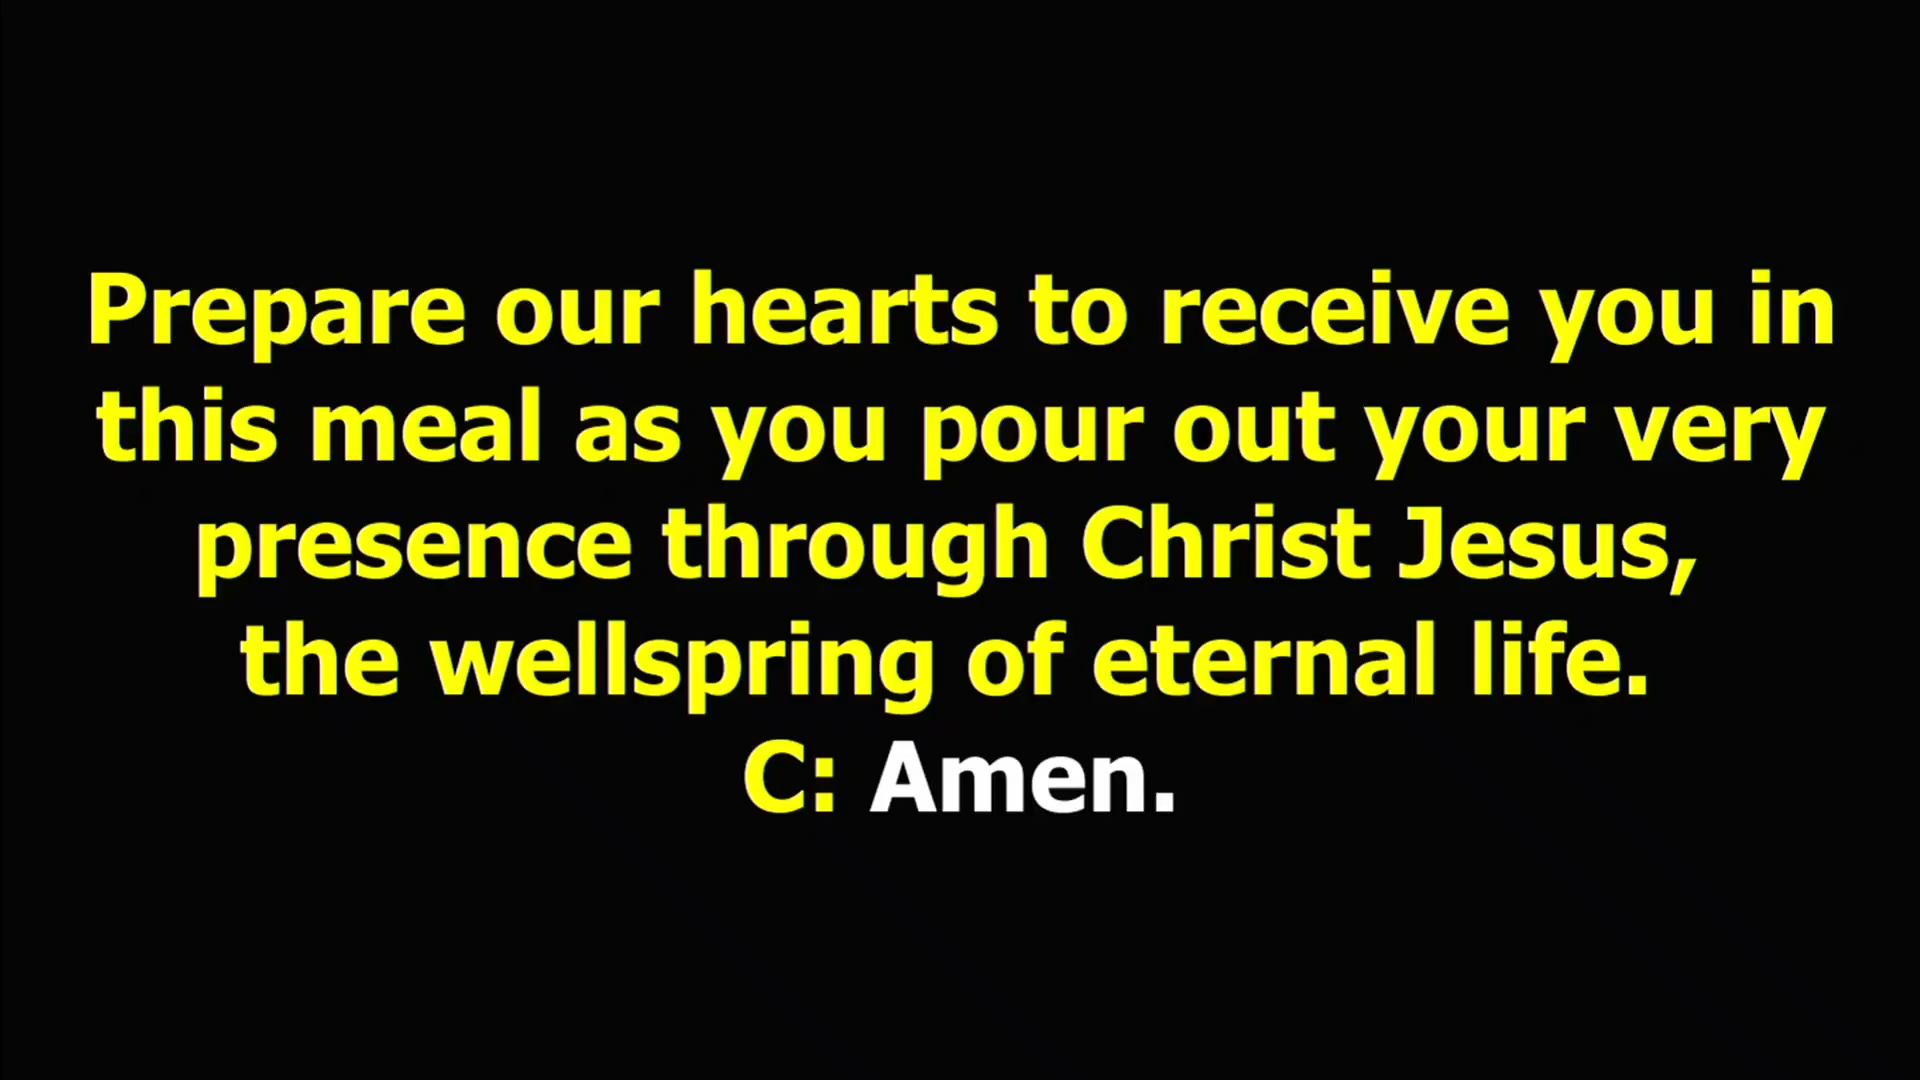 Prepare our hearts to receive you in
this meal as you pour out your very
presence through Christ Jesus,
the wellspring of eternal life.
C: Amen.